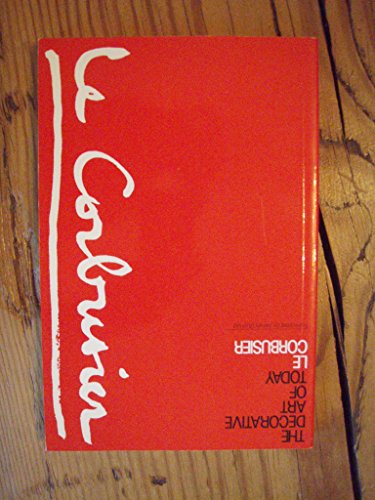 THE
DECORATIVE
ART
OF
TODAY
LE
CORBUSIER
Le Corbusier